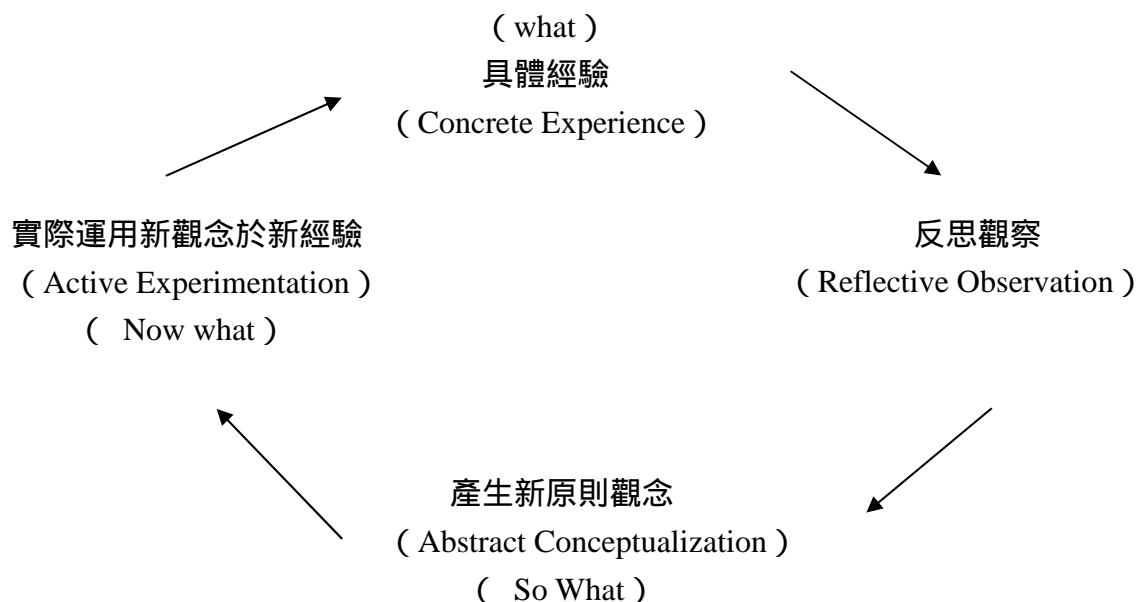 （what）
具體經驗
（Concrete Experience）
實際運用新觀念於新經驗
（Active Experimentation）
（ Now what）
反思觀察
（Reflective Observation）
產生新原則觀念
（Abstract Conceptualization）
（ So What）